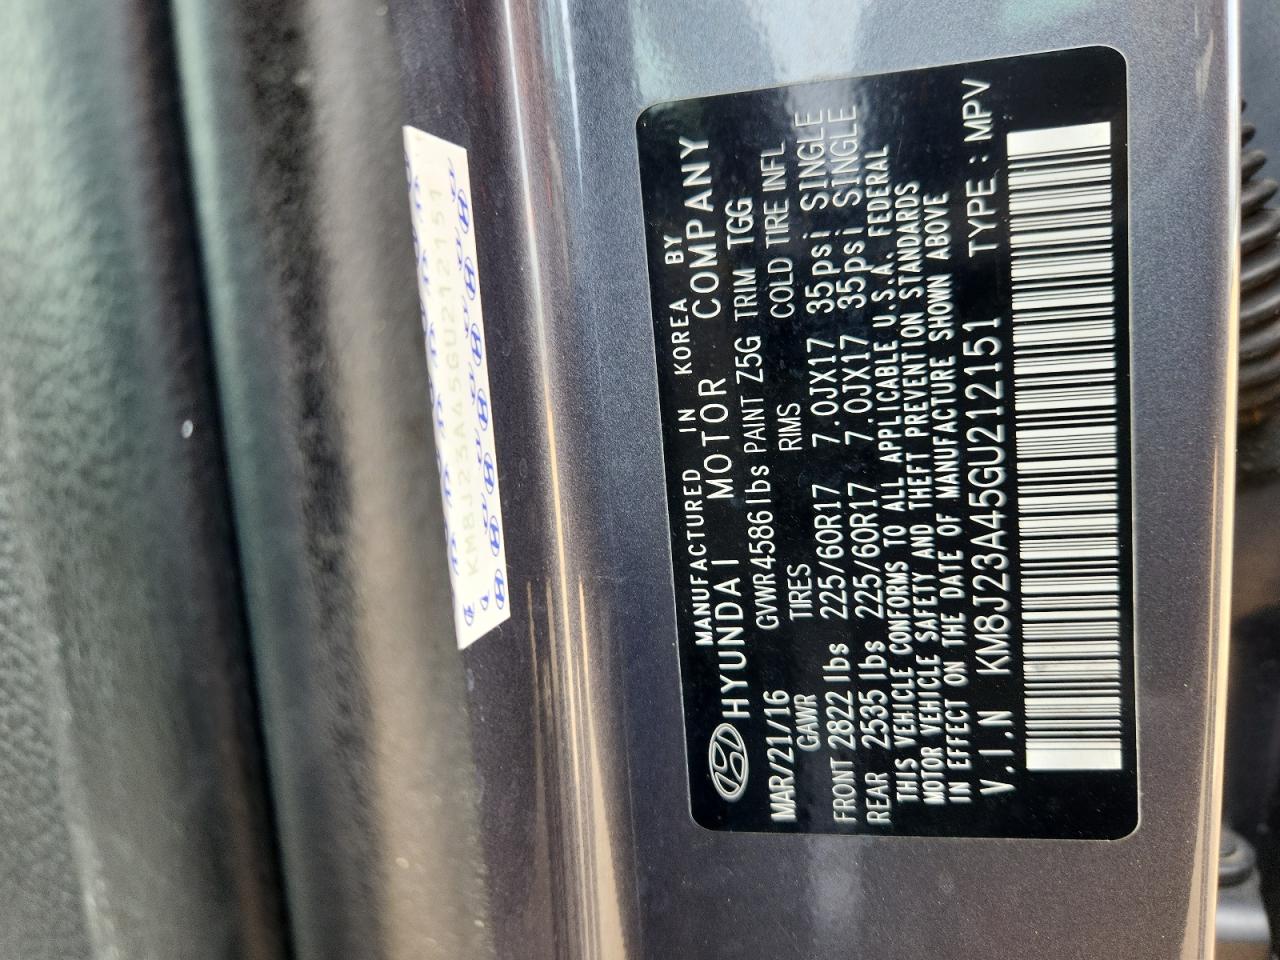 MANUFACTURED IN KOREA BY
HYUNDAI MOTOR COMPANY
MAR/21/16 GVWR 4586lbs PAINT Z5G TRIM TGG
GAWR TIRES RIMS COLD TIRE INFL
FRONT 2822 lbs 225/60R17 7.0JX17 35psi SINGLE
REAR 2535 lbs 225/60R17 7.0JX17 35psi SINGLE
THIS VEHICLE CONFORMS TO ALL APPLICABLE U.S.A. FEDERAL
MOTOR VEHICLE SAFETY AND THEFT PREVENTION STANDARDS
IN EFFECT ON THE DATE OF MANUFACTURE SHOWN ABOVE
V.I.N KM8J23A45GU212151 TYPE : MPV
KM8J23A45GU212151